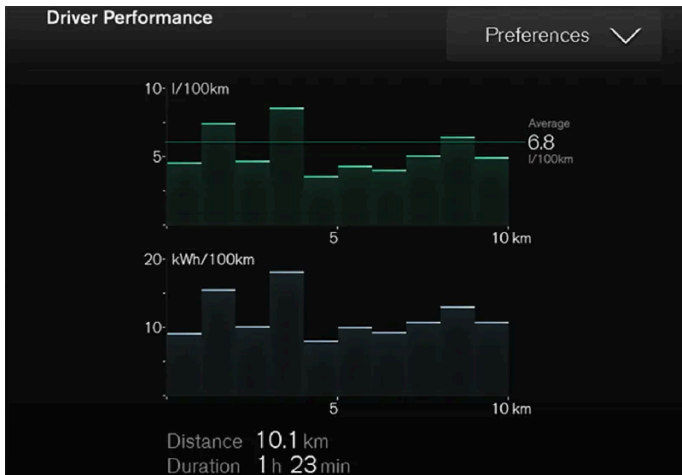 Driver Performance
Preferences
10 l/100km
Average
6.8
l/100km
5
5
10 km
20 kWh/100km
10
5
10 km
Distance 10.1 km
Duration 1 h 23 min